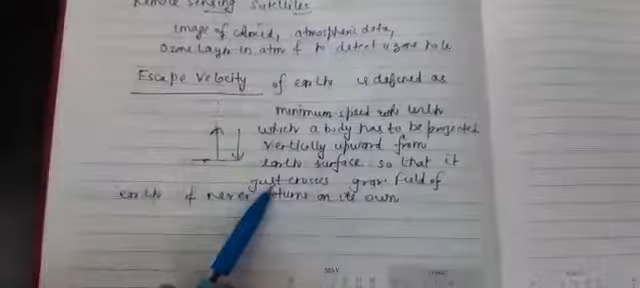 Remote Sensing Satellites
image of cloud, atmospheric data,
Ozone layer in atm & to detect ozone hole
Escape Velocity of earth is defined as
minimum speed with
which a body has to be projected
vertically upward from
earth surface so that it
just crosses grav. field of
earth & never returns on its own
MAY